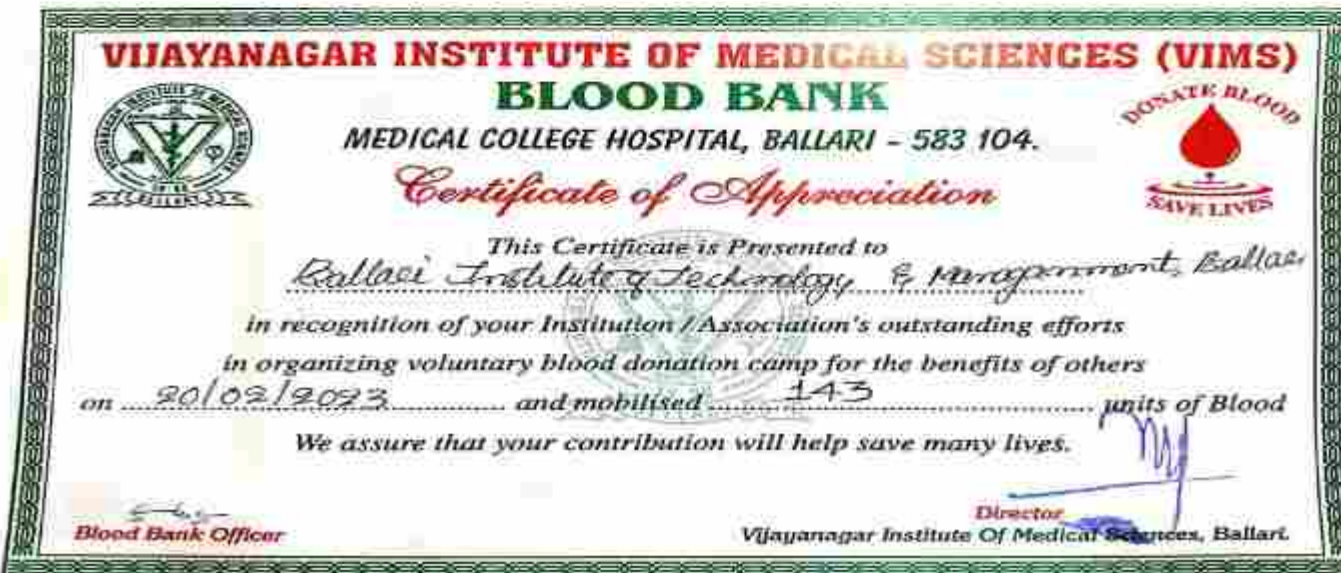 VIJAYANAGAR INSTITUTE OF MEDICAL SCIENCES (VIMS)
BLOOD BANK
MEDICAL COLLEGE HOSPITAL, BALLARI - 583 104.
DONATE BLOOD
SAVE LIVES
Certificate of Appreciation
This Certificate is Presented to
Ballari Institute of Technology & Management, Ballari
in recognition of your Institution / Association's outstanding efforts
in organizing voluntary blood donation camp for the benefits of others
on 20/02/2023 and mobilised 143 units of Blood
We assure that your contribution will help save many lives.
Blood Bank Officer
Director
Vijayanagar Institute Of Medical Sciences, Ballari.